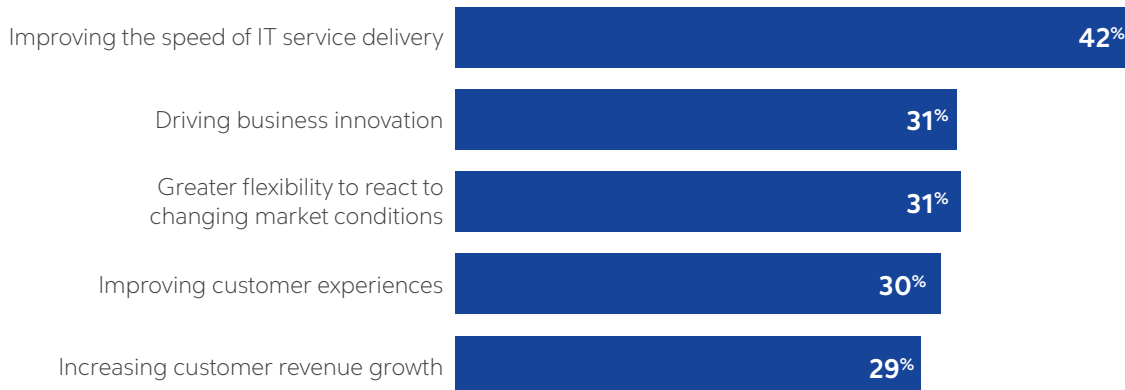 Improving the speed of IT service delivery 42%
Driving business innovation 31%
Greater flexibility to react to
changing market conditions 31%
Improving customer experiences 30%
Increasing customer revenue growth 29%